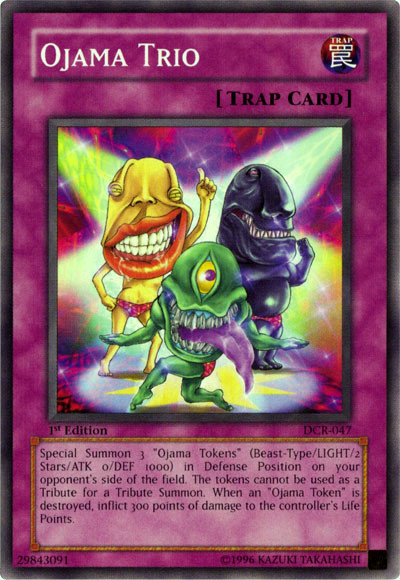 Ojama Trio
TRAP
罠
[Trap Card]
1st Edition
DCR-047
Special Summon 3 "Ojama Tokens" (Beast-Type/LIGHT/2
Stars/ATK 0/DEF 1000) in Defense Position on your
opponent's side of the field. The tokens cannot be used as a
Tribute for a Tribute Summon. When an "Ojama Token" is
destroyed, inflict 300 points of damage to the controller's Life
Points.
29843091
©1996 KAZUKI TAKAHASHI